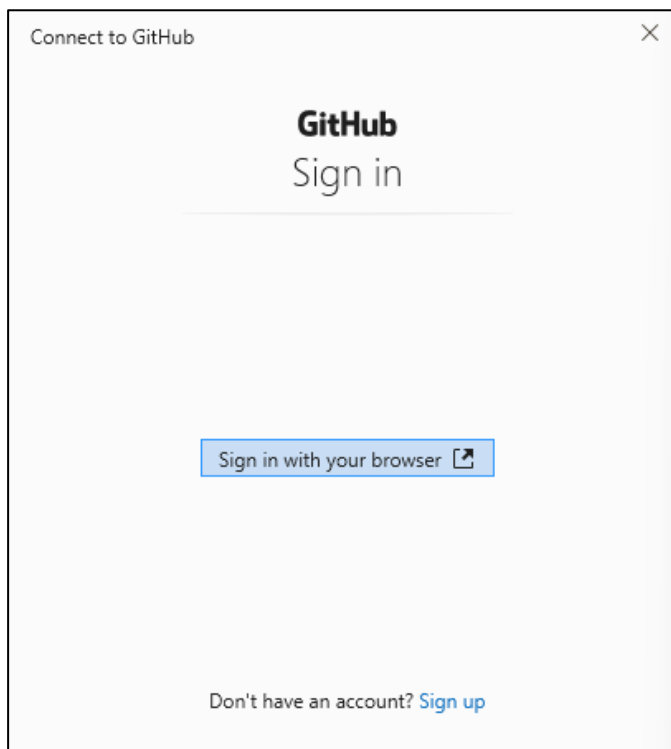 Connect to GitHub
GitHub
Sign in
Sign in with your browser
Don't have an account? Sign up